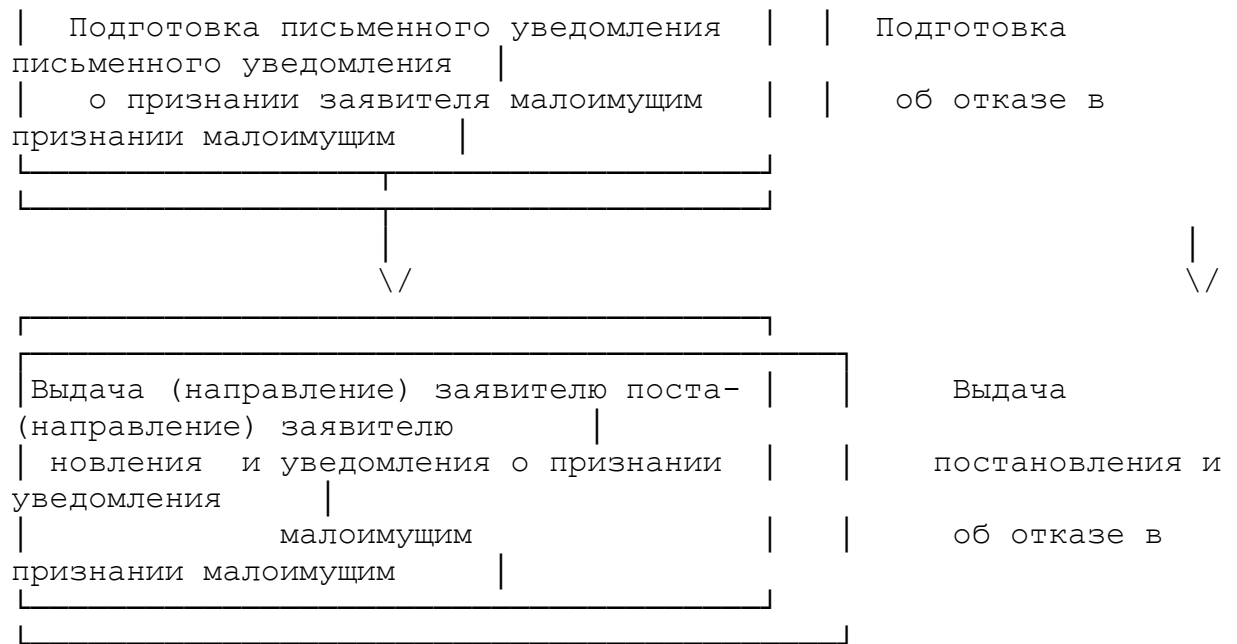 Подготовка письменного уведомления Подготовка
письменного уведомления
о признании заявителя малоимущим об отказе в
признании малоимущим
Выдача (направление) заявителю поста- Выдача
(направление) заявителю
новления и уведомления о признании постановления и
уведомления
малоимущим об отказе в
признании малоимущим